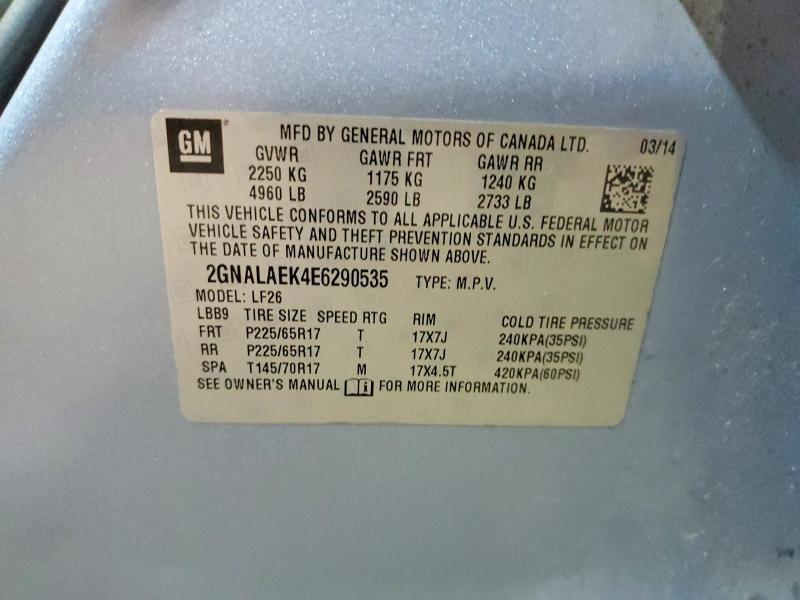 GM ® MFD BY GENERAL MOTORS OF CANADA LTD. 03/14
GVWR GAWR FRT GAWR RR
2250 KG 1175 KG 1240 KG
4960 LB 2590 LB 2733 LB
THIS VEHICLE CONFORMS TO ALL APPLICABLE U.S. FEDERAL MOTOR
VEHICLE SAFETY AND THEFT PREVENTION STANDARDS IN EFFECT ON
THE DATE OF MANUFACTURE SHOWN ABOVE.
2GNALAEK4E6290535 TYPE: M.P.V.
MODEL: LF26
LBB9 TIRE SIZE SPEED RTG RIM COLD TIRE PRESSURE
FRT P225/65R17 T 17X7J 240KPA(35PSI)
RR P225/65R17 T 17X7J 240KPA(35PSI)
SPA T145/70R17 M 17X4.5T 420KPA(60PSI)
SEE OWNER'S MANUAL FOR MORE INFORMATION.